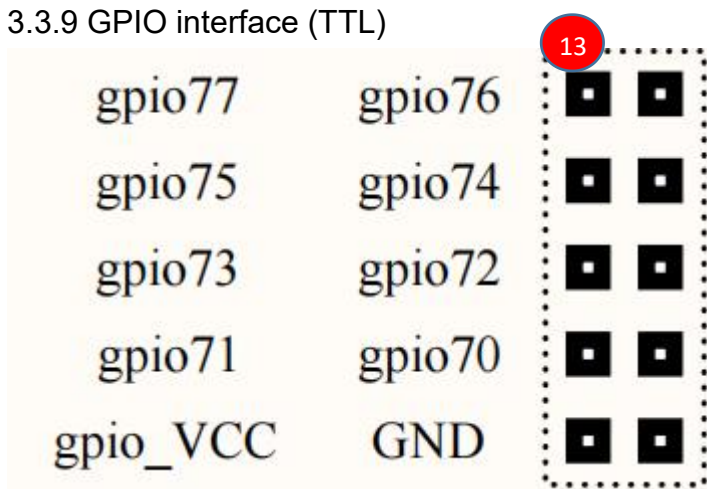 3.3.9 GPIO interface (TTL)
13
gpio77 gpio76
gpio75 gpio74
gpio73 gpio72
gpio71 gpio70
gpio_VCC GND